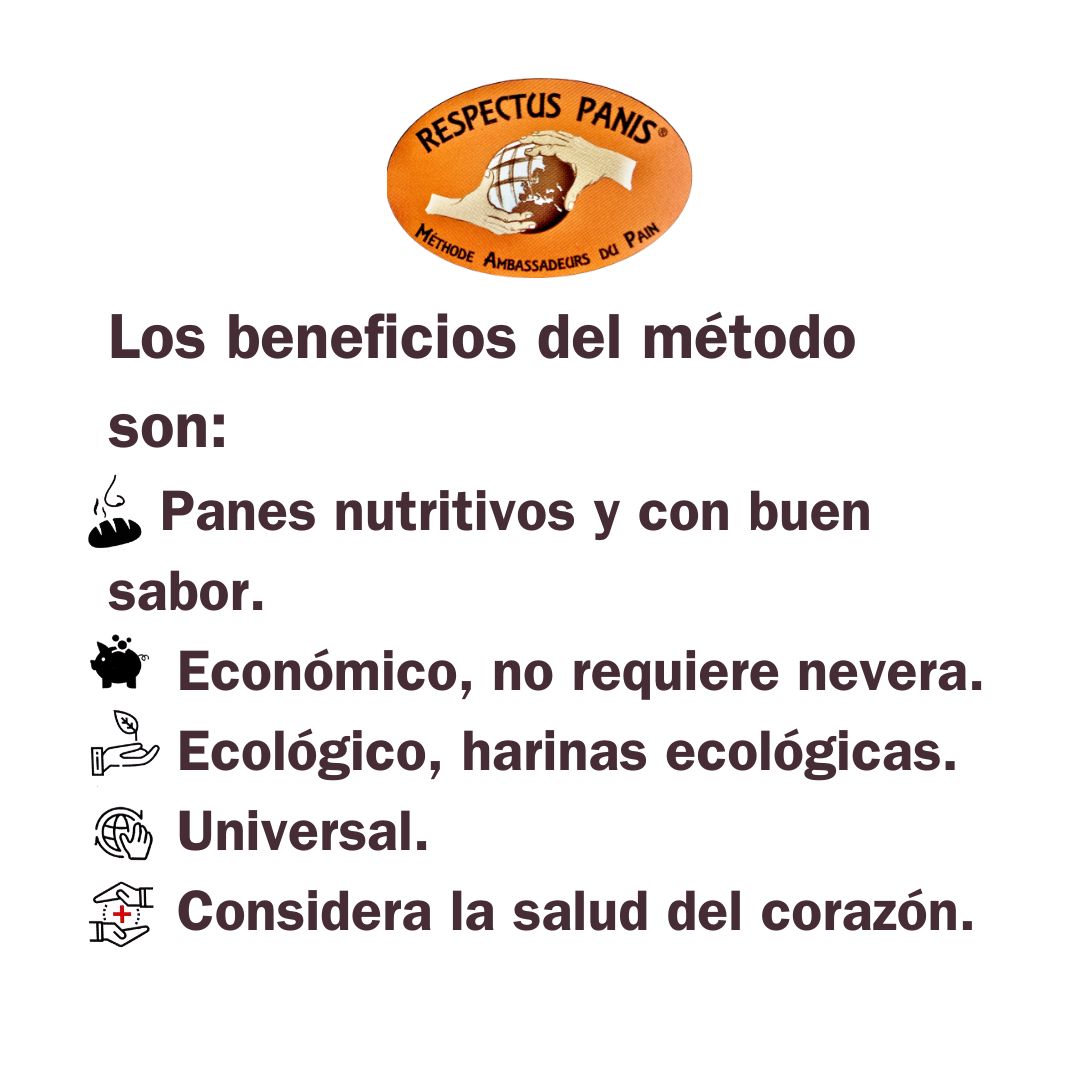 RESPECTUS PANIS®
MÉTHODE AMBASSADEURS DU PAIN
Los beneficios del método
son:
Panes nutritivos y con buen
sabor.
Económico, no requiere nevera.
Ecológico, harinas ecológicas.
Universal.
Considera la salud del corazón.